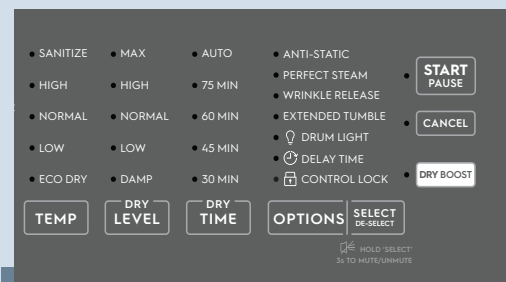 SANITIZE
HIGH
NORMAL
LOW
ECO DRY
TEMP
MAX
HIGH
NORMAL
LOW
DAMP
DRY
LEVEL
AUTO
75 MIN
60 MIN
45 MIN
30 MIN
DRY
TIME
ANTI-STATIC
PERFECT STEAM
WRINKLE RELEASE
EXTENDED TUMBLE
DRUM LIGHT
DELAY TIME
CONTROL LOCK
OPTIONS
SELECT
DE-SELECT
HOLD 'SELECT'
3s TO MUTE/UNMUTE
START
PAUSE
CANCEL
DRY BOOST